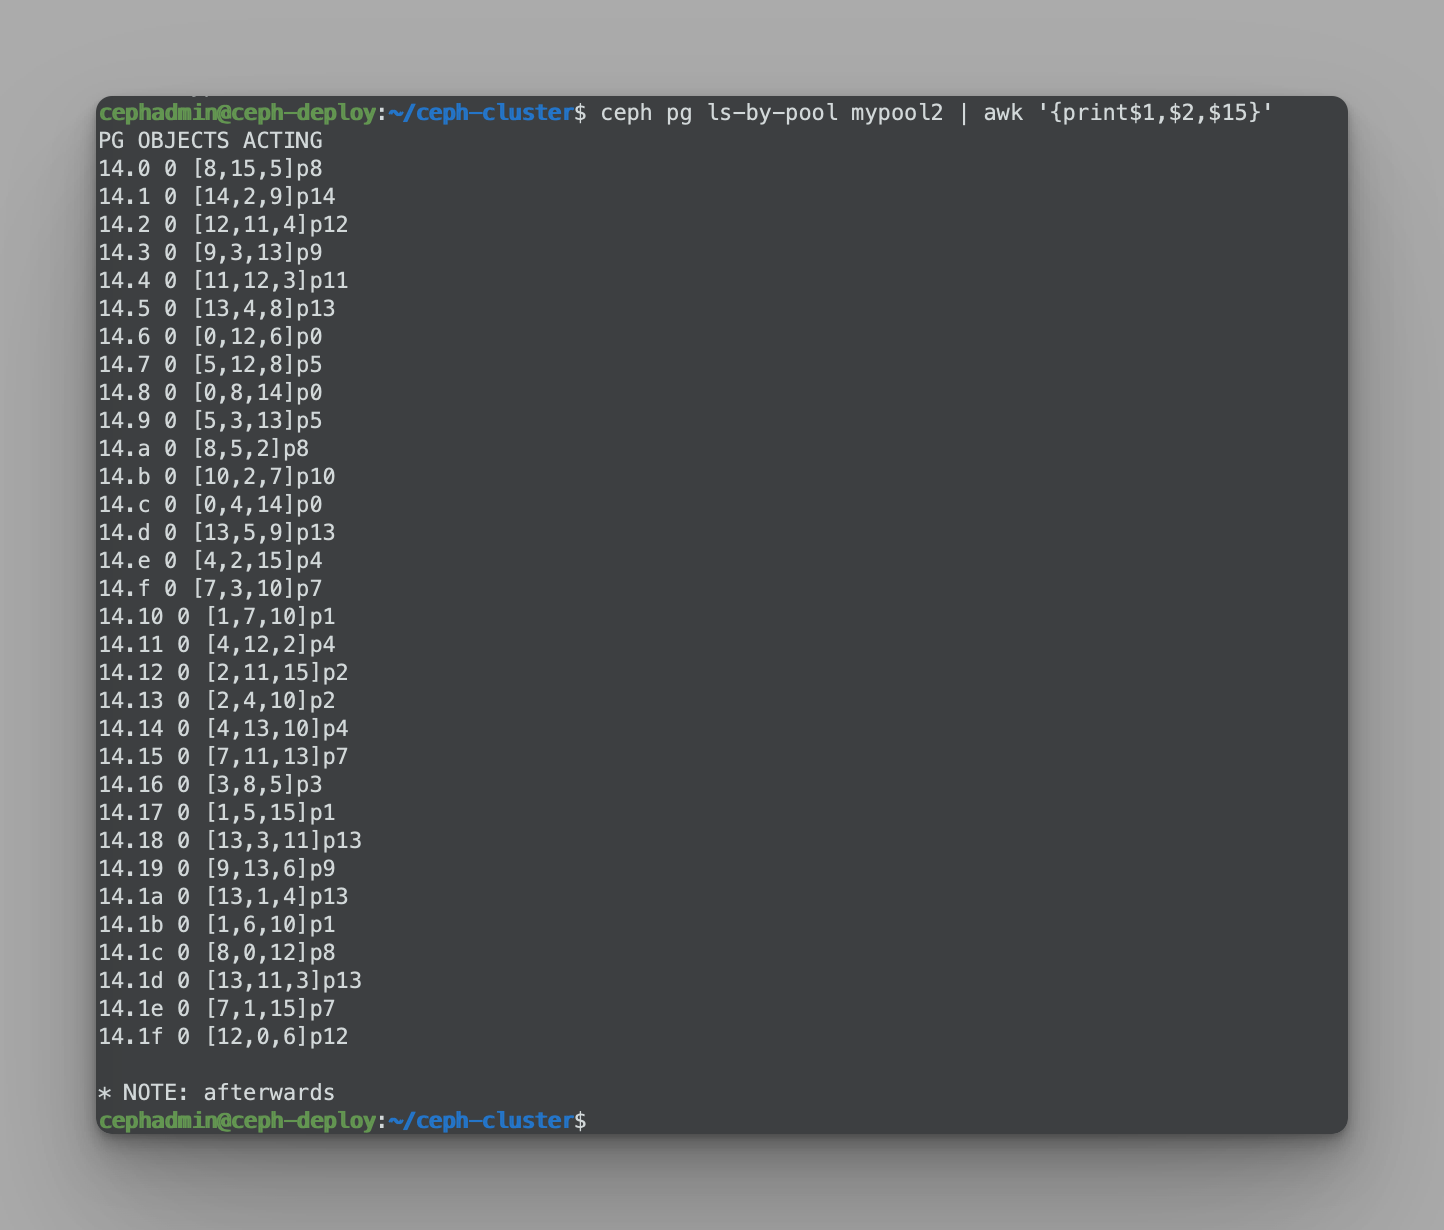 cephadmin@ceph-deploy:~/ceph-cluster$ ceph pg ls-by-pool mypool2 | awk '{print$1,$2,$15}'
PG OBJECTS ACTING
14.0 0 [8,15,5]p8
14.1 0 [14,2,9]p14
14.2 0 [12,11,4]p12
14.3 0 [9,3,13]p9
14.4 0 [11,12,3]p11
14.5 0 [13,4,8]p13
14.6 0 [0,12,6]p0
14.7 0 [5,12,8]p5
14.8 0 [0,8,14]p0
14.9 0 [5,3,13]p5
14.a 0 [8,5,2]p8
14.b 0 [10,2,7]p10
14.c 0 [0,4,14]p0
14.d 0 [13,5,9]p13
14.e 0 [4,2,15]p4
14.f 0 [7,3,10]p7
14.10 0 [1,7,10]p1
14.11 0 [4,12,2]p4
14.12 0 [2,11,15]p2
14.13 0 [2,4,10]p2
14.14 0 [4,13,10]p4
14.15 0 [7,11,13]p7
14.16 0 [3,8,5]p3
14.17 0 [1,5,15]p1
14.18 0 [13,3,11]p13
14.19 0 [9,13,6]p9
14.1a 0 [13,1,4]p13
14.1b 0 [1,6,10]p1
14.1c 0 [8,0,12]p8
14.1d 0 [13,11,3]p13
14.1e 0 [7,1,15]p7
14.1f 0 [12,0,6]p12
* NOTE: afterwards
cephadmin@ceph-deploy:~/ceph-cluster$